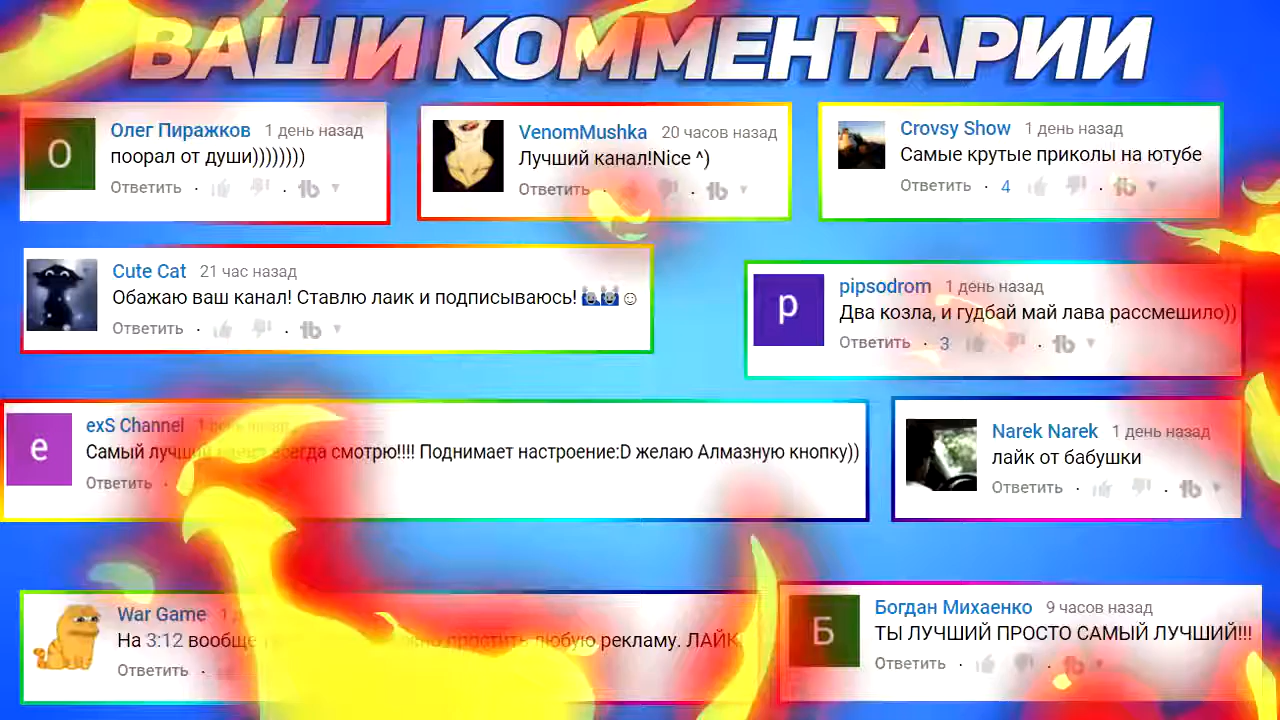 ВАШИ КОММЕНТАРИИ
O
Олег Пиражков 1 день назад
поорал от души))))))))
Ответить
VenomMushka 20 часов назад
Лучший канал!Nice ^)
Ответить
Crovsy Show 1 день назад
Самые крутые приколы на ютубе
Ответить · 4
Cute Cat 21 час назад
Обажаю ваш канал! Ставлю лаик и подписываюсь! 🙌🙌☺
Ответить
p
pipsodrom 1 день назад
Два козла, и гудбай май лава рассмешило))
Ответить · 3
e
exS Channel 1 день назад
Самый лучший всегда смотрю!!!! Поднимает настроение:D желаю Алмазную кнопку))
Ответить
Narek Narek 1 день назад
лайк от бабушки
Ответить
War Game 1
На 3:12 вообще простить любую рекламу. ЛАЙК
Ответить
Б
Богдан Михаенко 9 часов назад
ТЫ ЛУЧШИЙ ПРОСТО САМЫЙ ЛУЧШИЙ!!!
Ответить